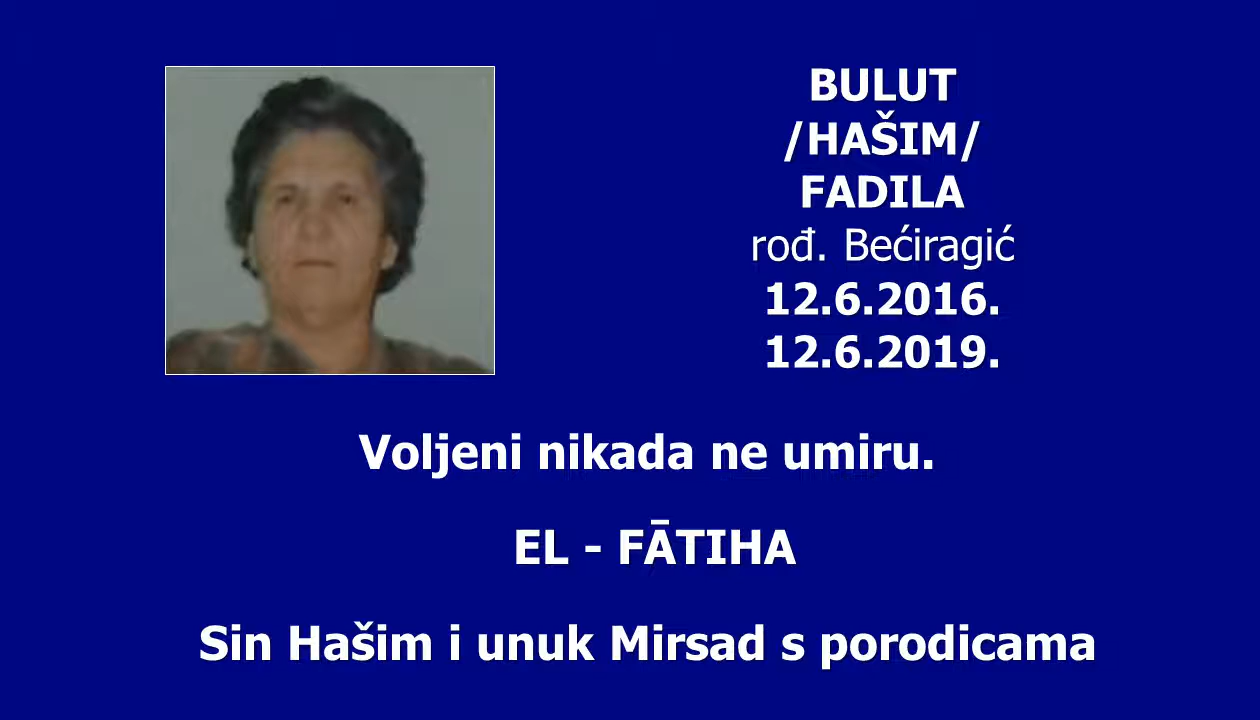 BULUT
/HAŠIM/
FADILA
rođ. Bećiragić
12.6.2016.
12.6.2019.
Voljeni nikada ne umiru.
EL - FĀTIHA
Sin Hašim i unuk Mirsad s porodicama